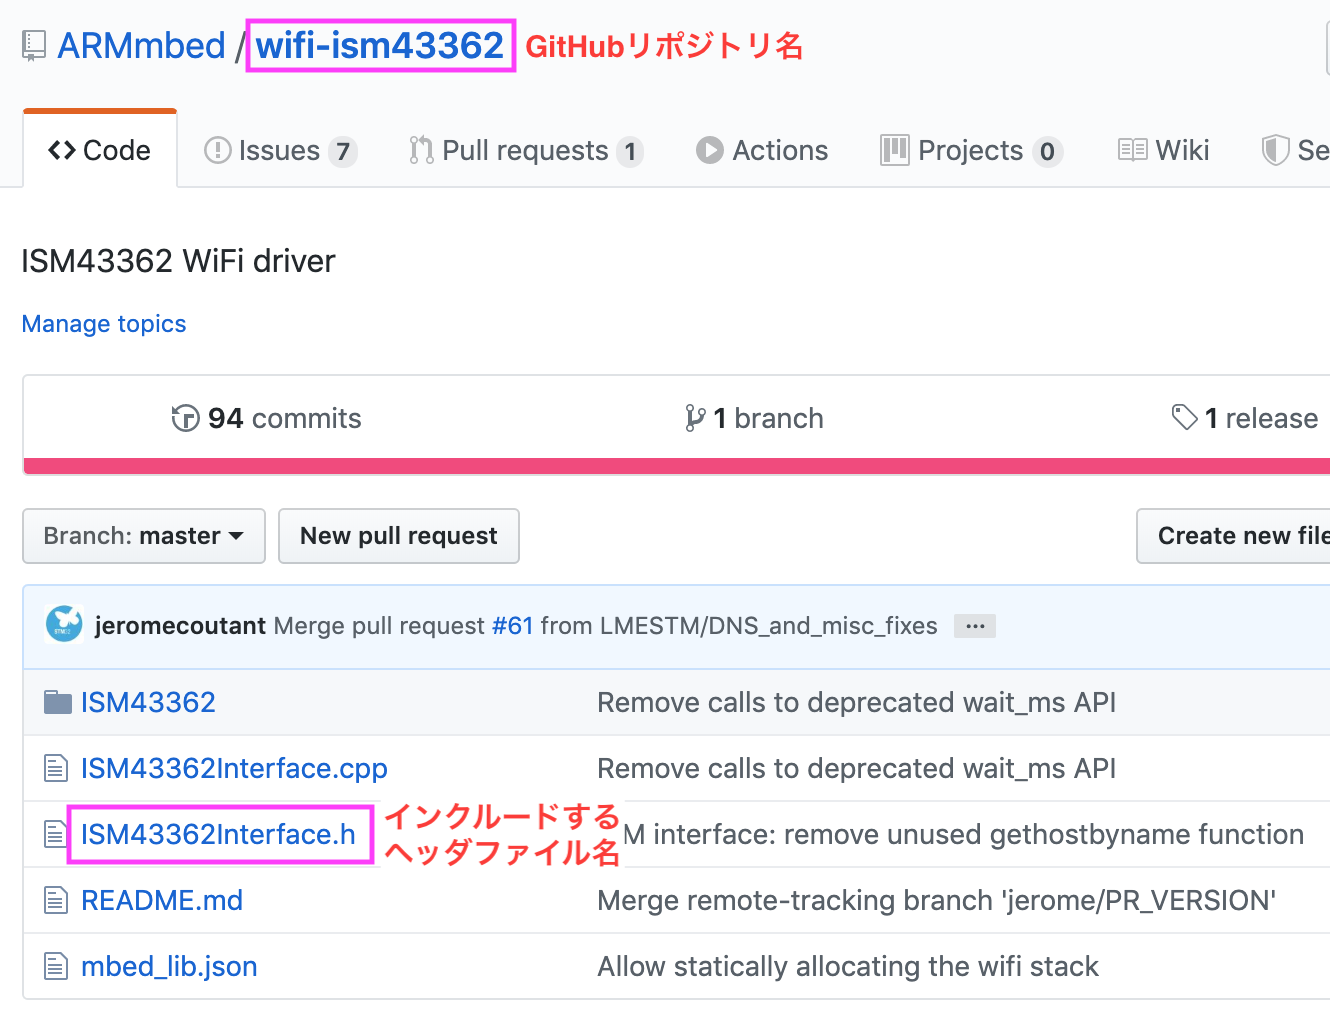 ARMmbed / wifi-ism43362 GitHubリポジトリ名
Code Issues 7 Pull requests 1 Actions Projects 0 Wiki Se
ISM43362 WiFi driver
Manage topics
94 commits 1 branch 1 release
Branch: master New pull request Create new file
jeromecoutant Merge pull request #61 from LMESTM/DNS_and_misc_fixes ...
ISM43362 Remove calls to deprecated wait_ms API
ISM43362Interface.cpp Remove calls to deprecated wait_ms API
ISM43362Interface.h インクルードする
ヘッダファイル名 M interface: remove unused gethostbyname function
README.md Merge remote-tracking branch 'jerome/PR_VERSION'
mbed_lib.json Allow statically allocating the wifi stack